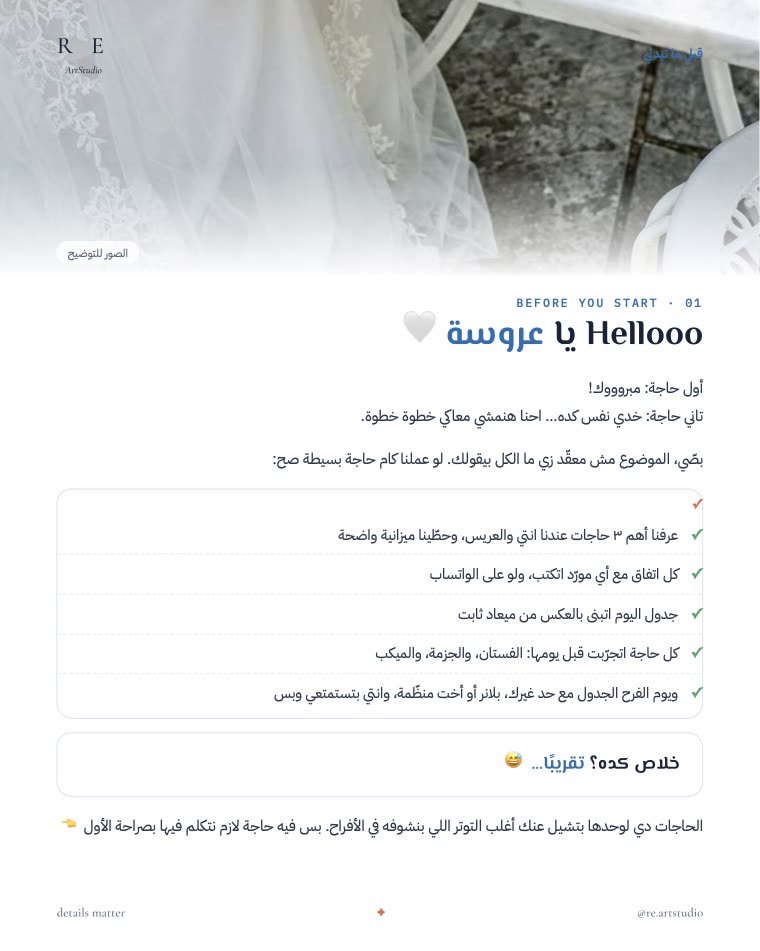 R E
ArtStudio
قبل ما تبدئي
الصور للتوضيح
BEFORE YOU START · 01
Hellooo يا عروسة 🤍
أول حاجة: مبروووك!
تاني حاجة: خدي نفس كده... احنا هنمشي معاكي خطوة خطوة.
بصّي، الموضوع مش معقّد زي ما الكل بيقولك. لو عملنا كام حاجة بسيطة صح:
✓
✓ عرفنا أهم ٣ حاجات عندنا انتي والعريس، وحطّينا ميزانية واضحة
✓ كل اتفاق مع أي مورّد اتكتب، ولو على الواتساب
✓ جدول اليوم اتبنى بالعكس من ميعاد ثابت
✓ كل حاجة اتجرّبت قبل يومها: الفستان، والجزمة، والميكب
✓ ويوم الفرح الجدول مع حد غيرك، بلانر أو أخت منظّمة، وانتي بتستمتعي وبس
خلاص كده؟ تقريبًا... 😅
الحاجات دي لوحدها بتشيل عنك أغلب التوتر اللي بنشوفه في الأفراح. بس فيه حاجة لازم نتكلم فيها بصراحة الأول 👈
details matter
✦
@re.artstudio